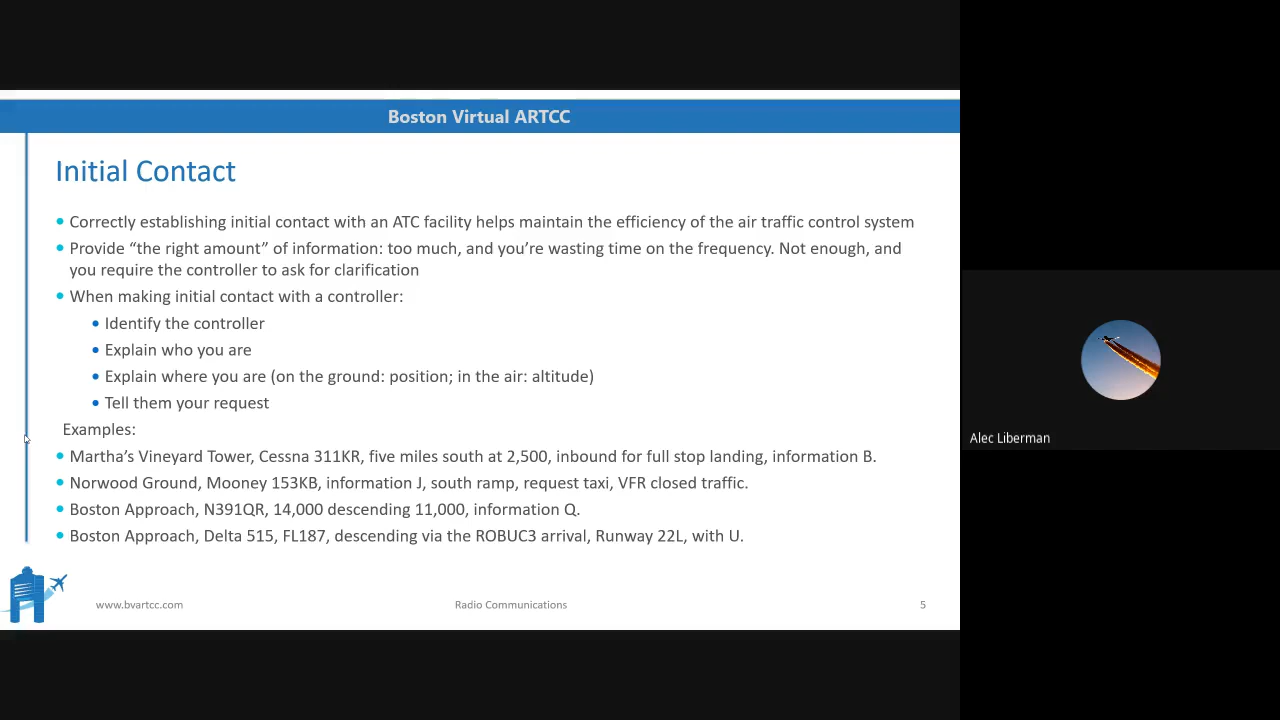 Boston Virtual ARTCC
Initial Contact
• Correctly establishing initial contact with an ATC facility helps maintain the efficiency of the air traffic control system
• Provide “the right amount” of information: too much, and you’re wasting time on the frequency. Not enough, and
you require the controller to ask for clarification
• When making initial contact with a controller:
• Identify the controller
• Explain who you are
• Explain where you are (on the ground: position; in the air: altitude)
• Tell them your request
Examples:
• Martha’s Vineyard Tower, Cessna 311KR, five miles south at 2,500, inbound for full stop landing, information B.
• Norwood Ground, Mooney 153KB, information J, south ramp, request taxi, VFR closed traffic.
• Boston Approach, N391QR, 14,000 descending 11,000, information Q.
• Boston Approach, Delta 515, FL187, descending via the ROBUC3 arrival, Runway 22L, with U.
www.bvartcc.com
Radio Communications
5
Alec Liberman